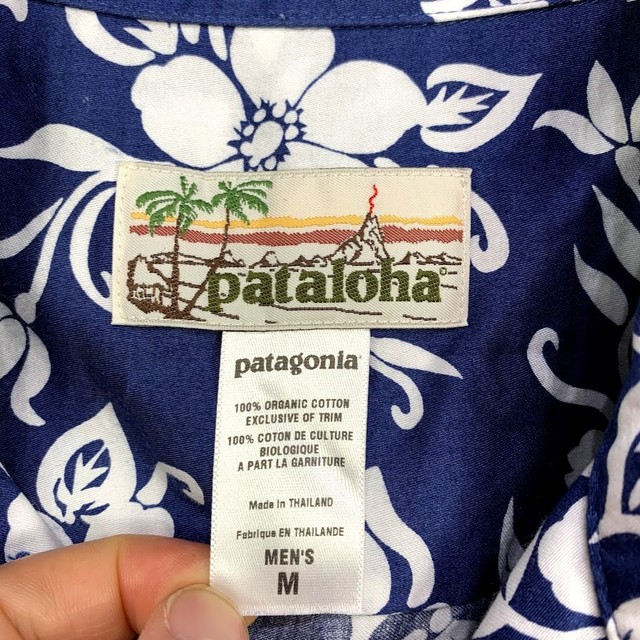 pataloha®
patagonia®
100% ORGANIC COTTON
EXCLUSIVE OF TRIM
100% COTON DE CULTURE
BIOLOGIQUE
A PART LA GARNITURE
Made in THAILAND
Fabrique EN THAILANDE
MEN'S
M